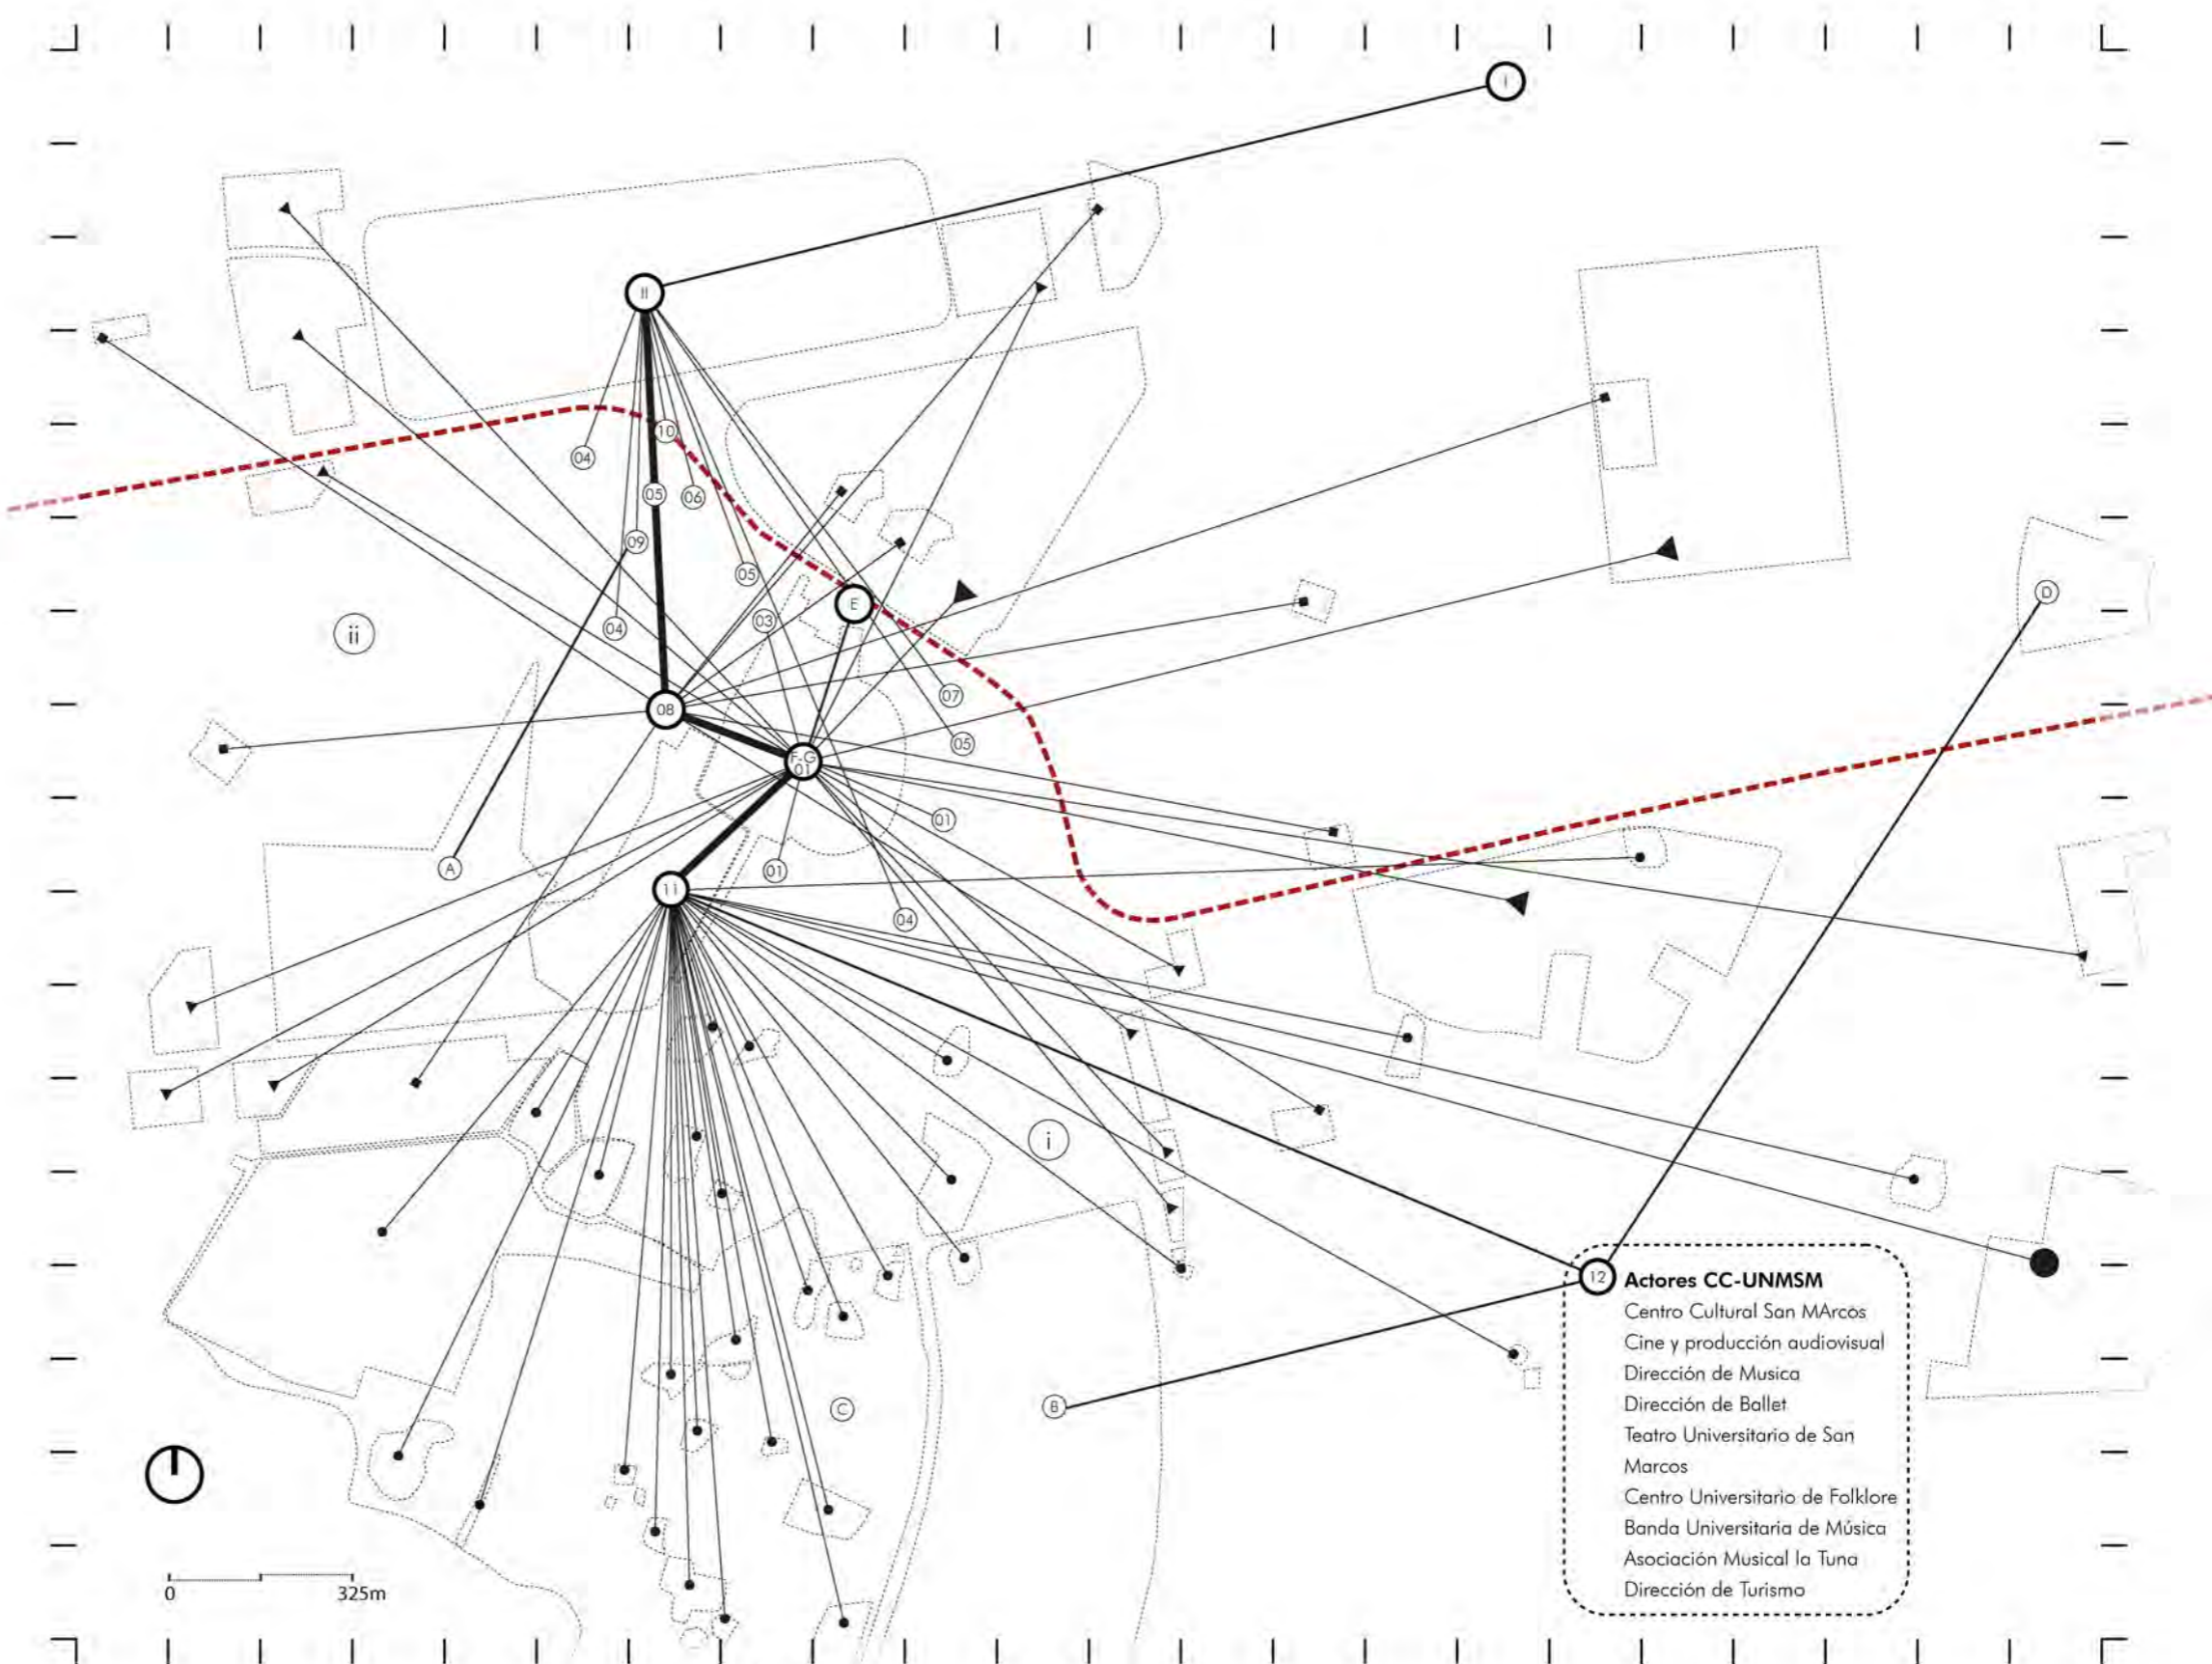 I
II
10
04
05
06
09
05
E
D
04
03
ii
07
08
05
F-G
01
01
A
01
11
04
i
12
Actores CC-UNMSM
Centro Cultural San MArcos
Cine y producción audiovisual
Dirección de Musica
Dirección de Ballet
B
C
Teatro Universitario de San
Marcos
Centro Universitario de Folklore
Banda Universitaria de Música
Asociación Musical la Tuna
Dirección de Turismo
0
325m